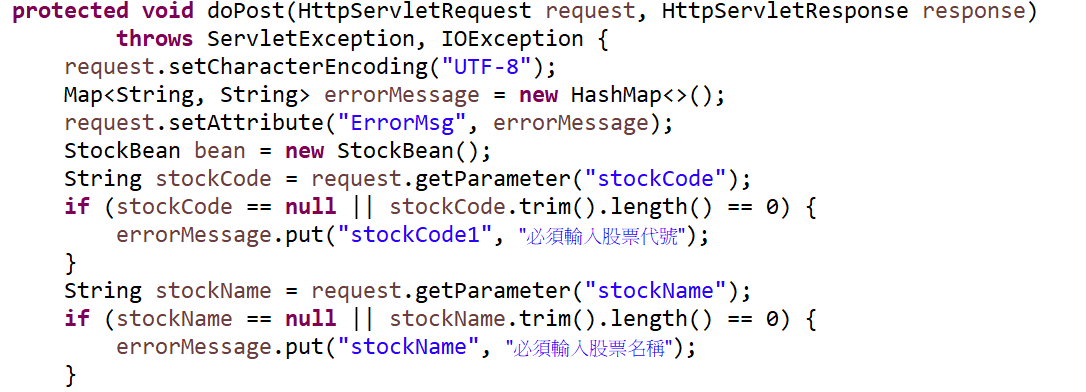 protected void doPost(HttpServletRequest request, HttpServletResponse response)
        throws ServletException, IOException {
    request.setCharacterEncoding("UTF-8");
    Map<String, String> errorMessage = new HashMap<>();
    request.setAttribute("ErrorMsg", errorMessage);
    StockBean bean = new StockBean();
    String stockCode = request.getParameter("stockCode");
    if (stockCode == null || stockCode.trim().length() == 0) {
        errorMessage.put("stockCode1", "必須輸入股票代號");
    }
    String stockName = request.getParameter("stockName");
    if (stockName == null || stockName.trim().length() == 0) {
        errorMessage.put("stockName", "必須輸入股票名稱");
    }